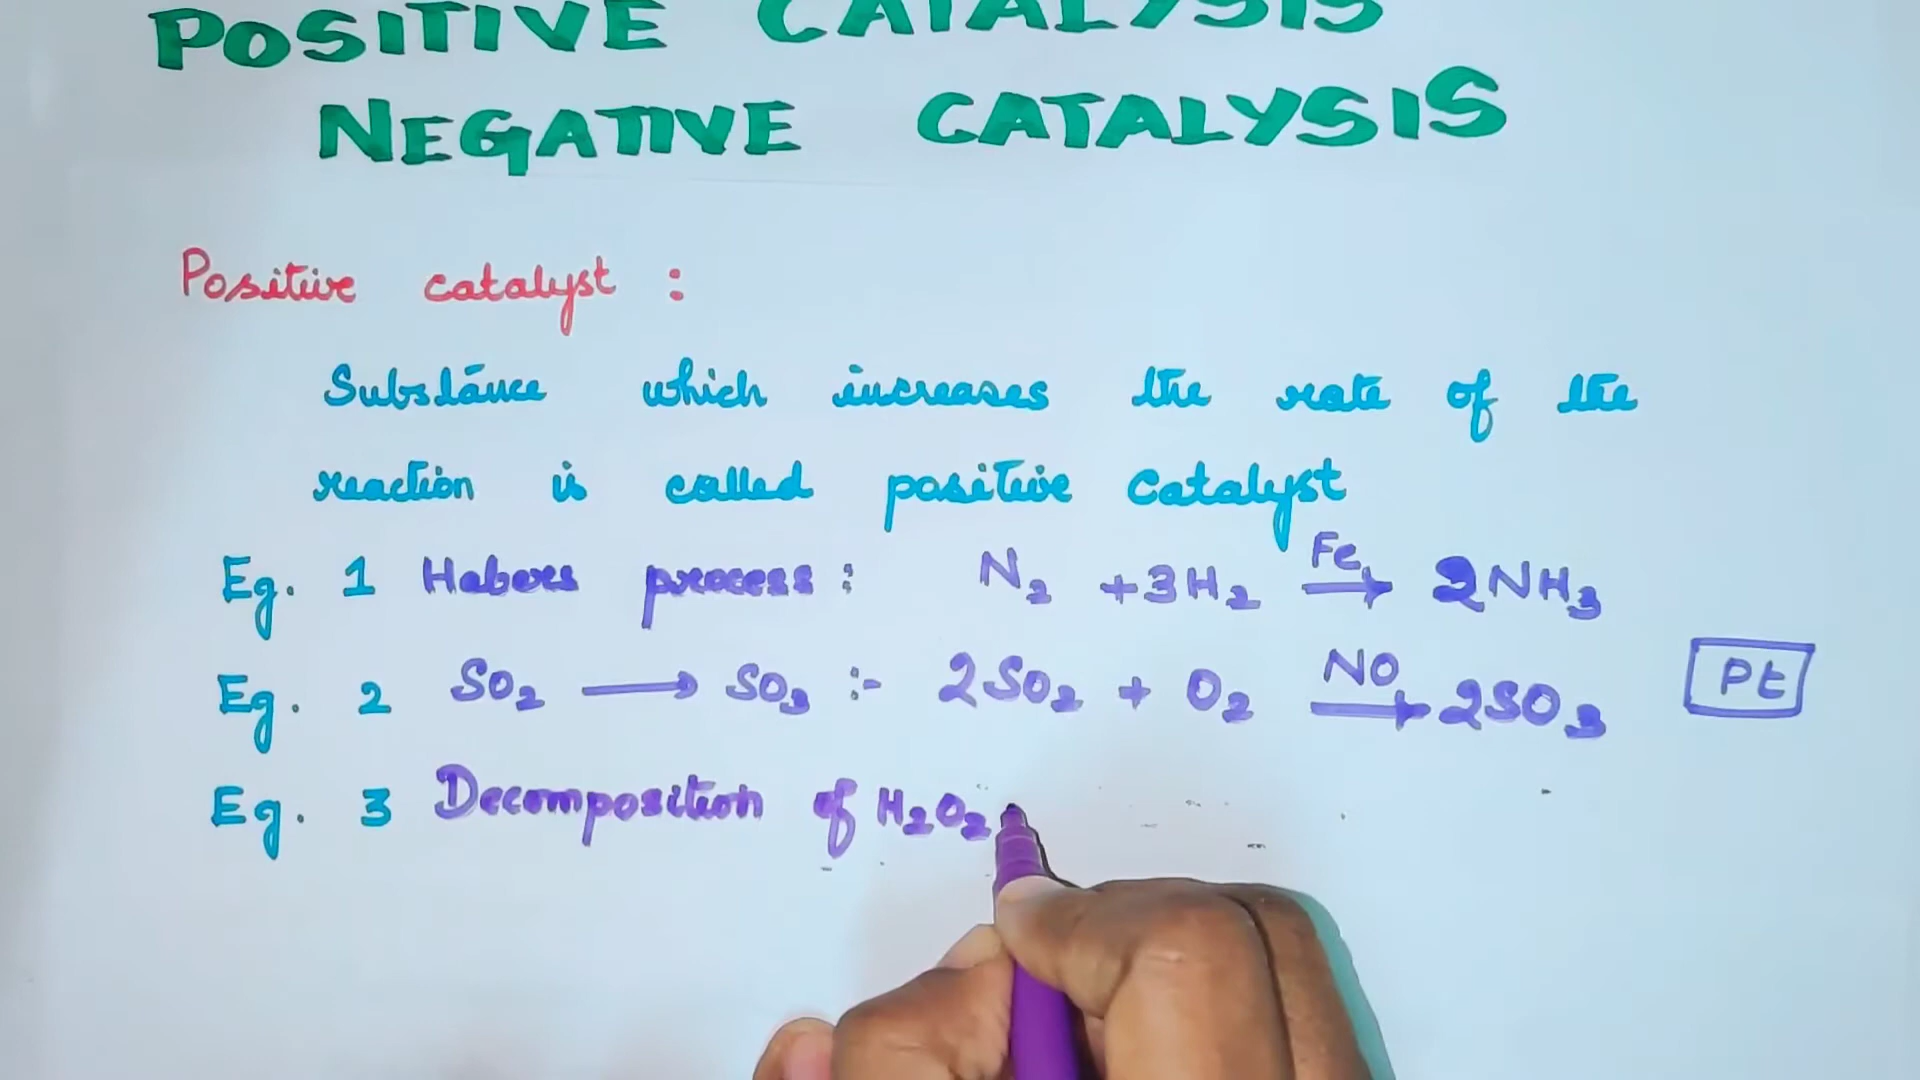 POSITIVE CATALYSIS
NEGATIVE CATALYSIS
Positive catalyst :
Substance which increases the rate of the
reaction is called positive catalyst
Eg. 1 Habers process : N₂ + 3H₂ —Fe→ 2NH₃
Eg. 2 SO₂ → SO₃ :- 2SO₂ + O₂ —NO→ 2SO₃ Pt
Eg. 3 Decomposition of H₂O₂